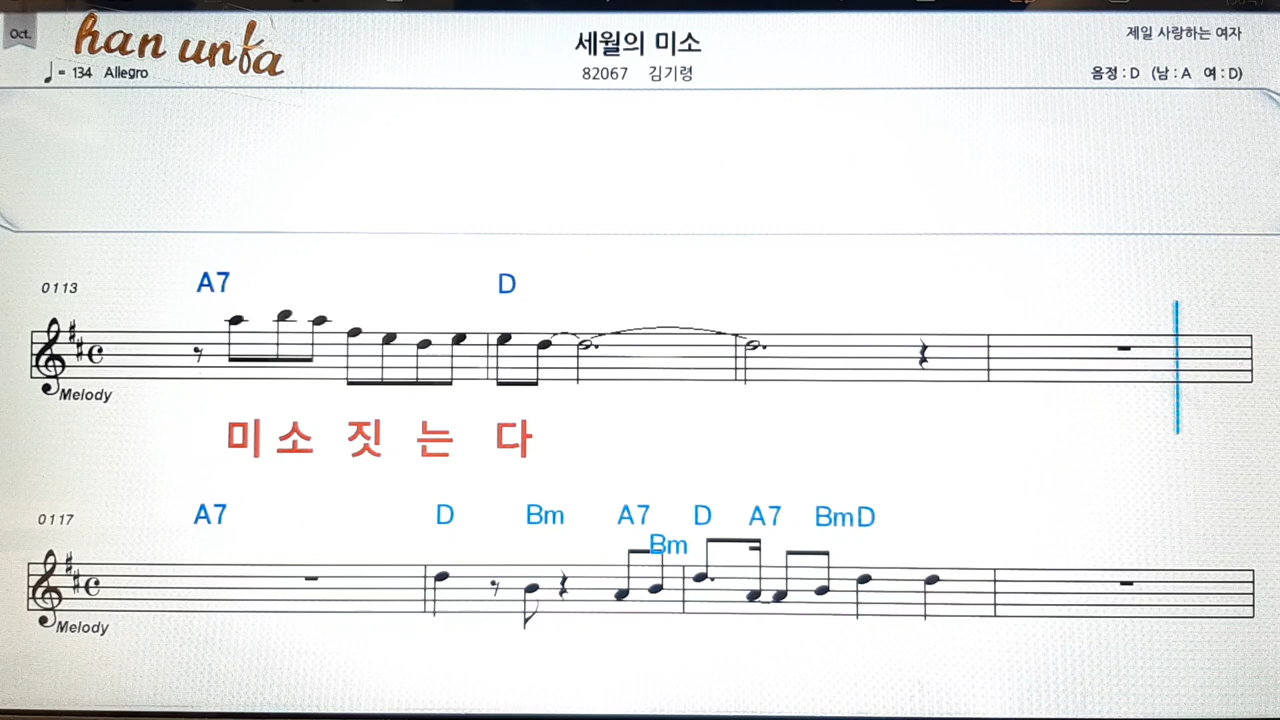 Oct.
han unfa
세월의 미소
제일 사랑하는 여자
= 134 Allegro
82067 김기령
음정 : D (남 : A 여 : D)
A7 D
0113
Melody
미 소 짓 는 다
A7 D Bm A7 D A7 Bm D
Bm
0117
Melody